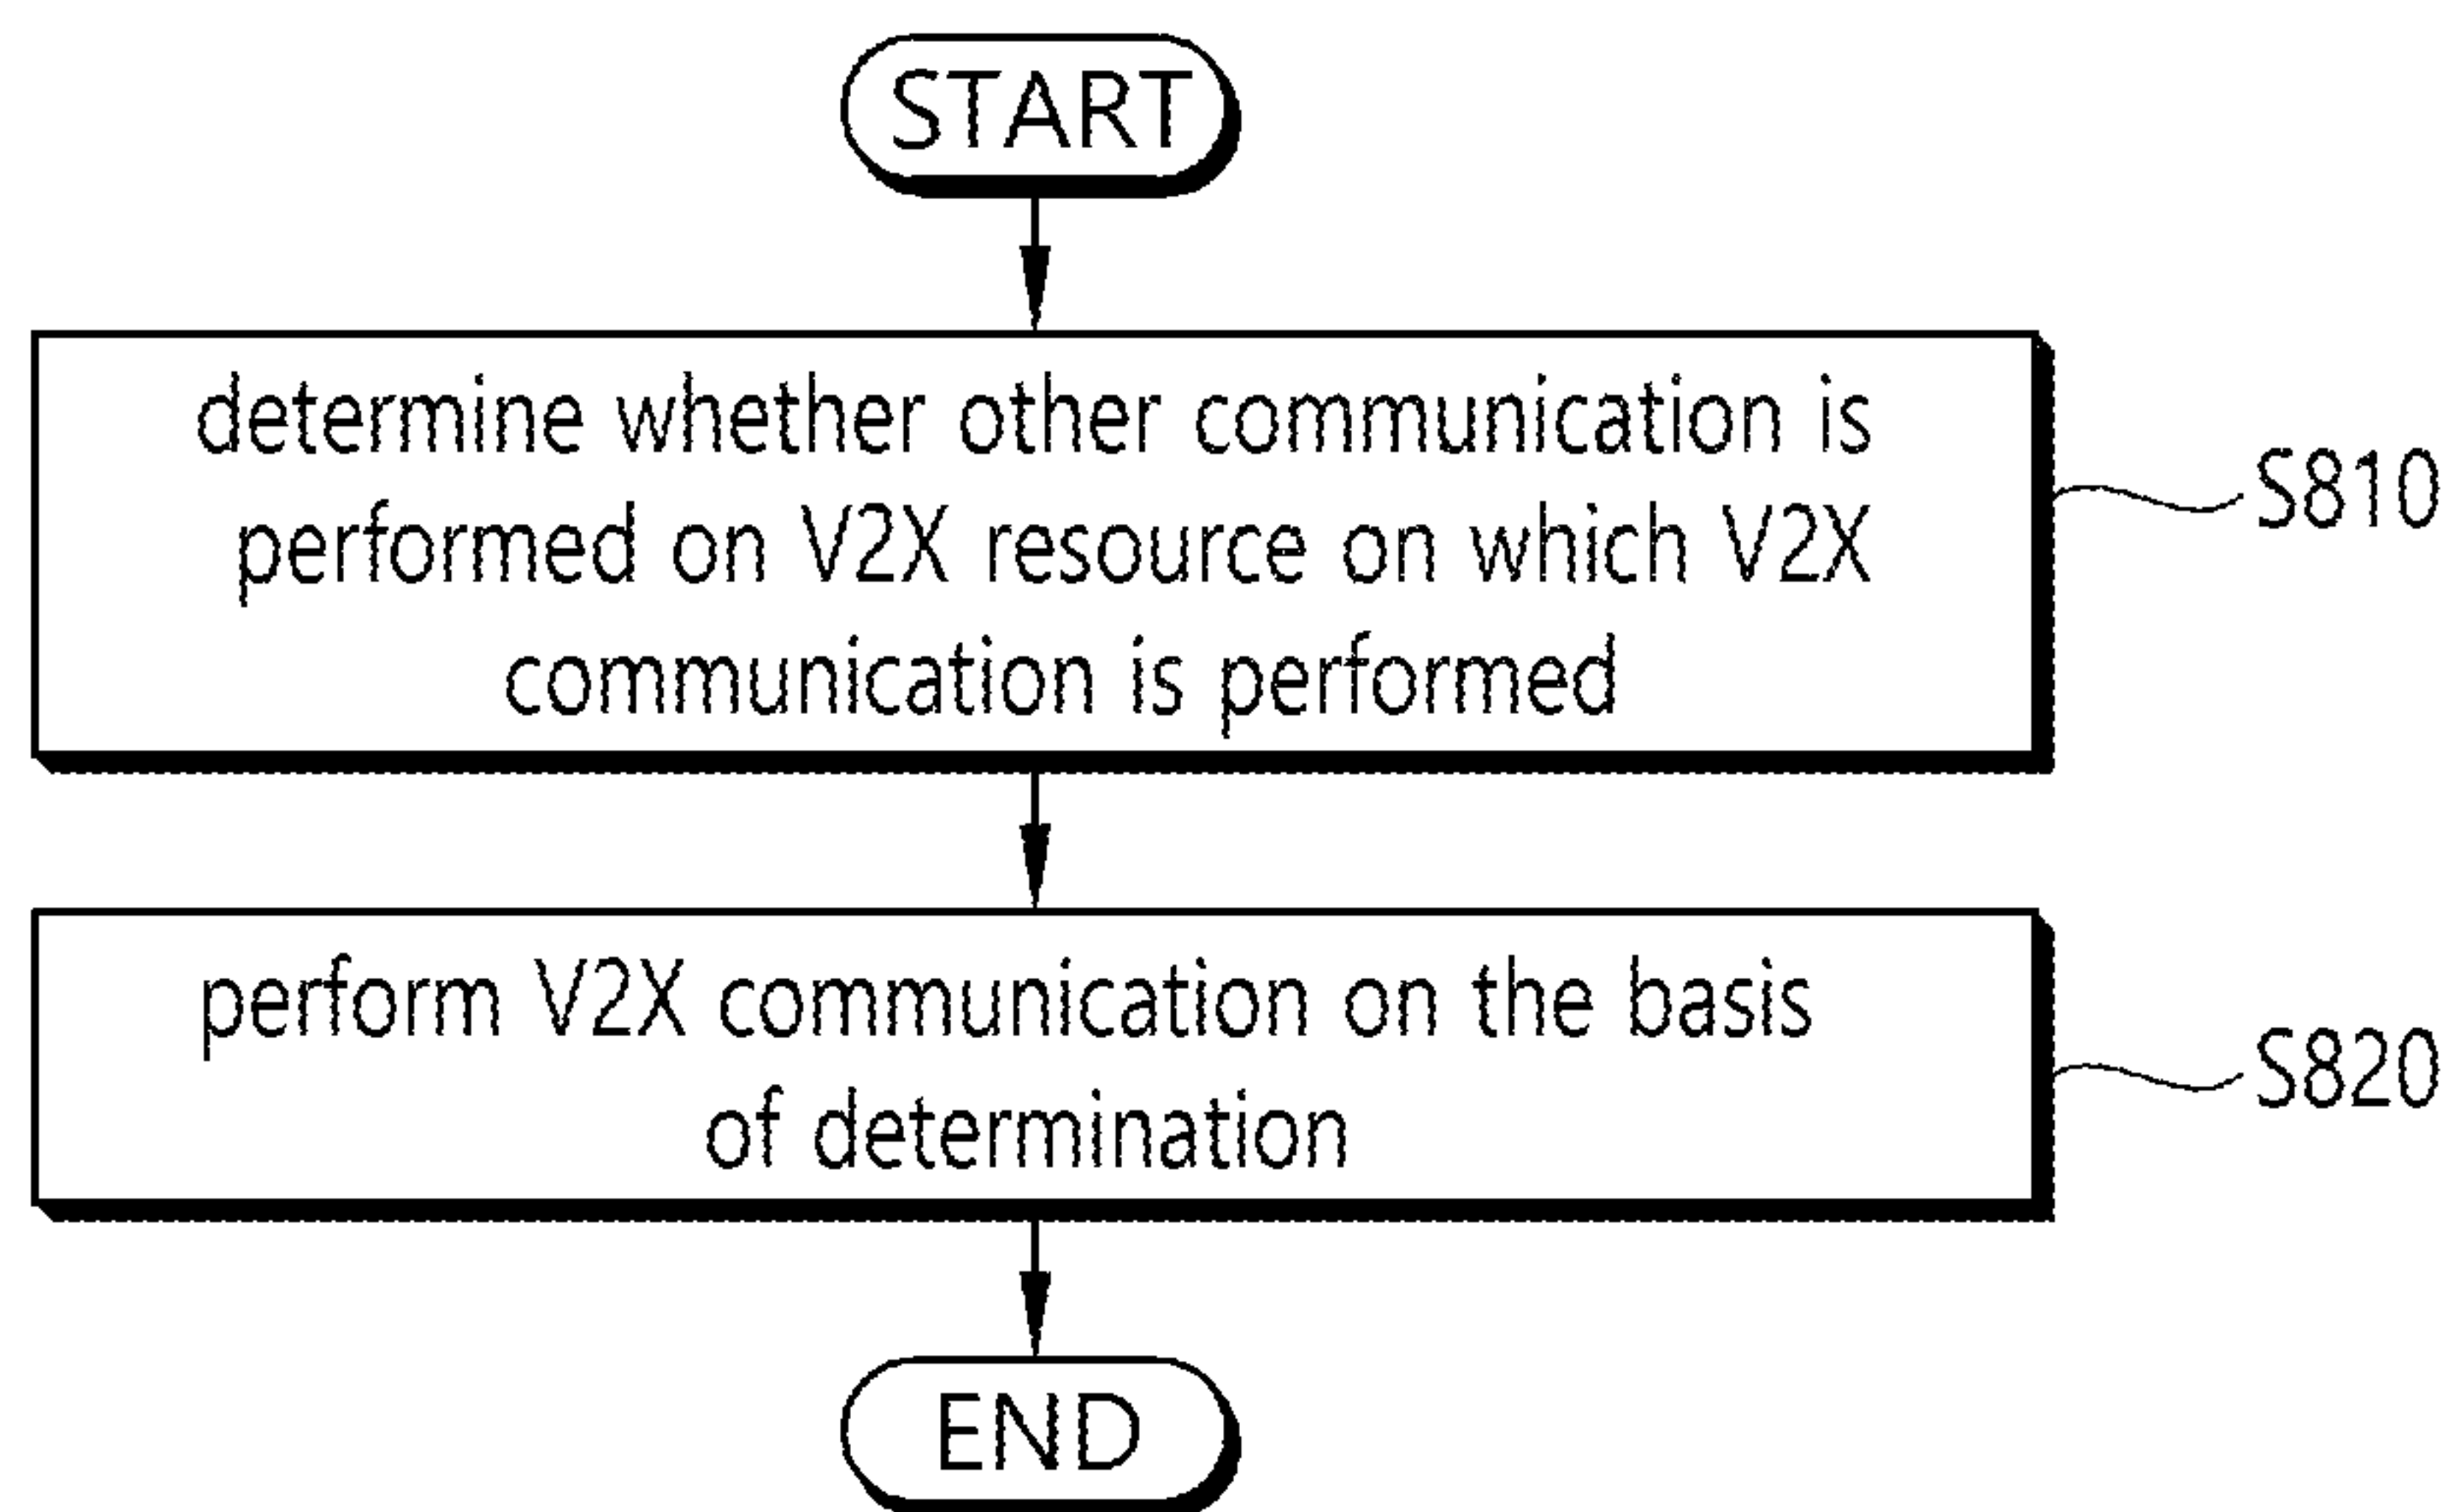 START
determine whether other communication is
performed on V2X resource on which V2X
communication is performed
S810
perform V2X communication on the basis
of determination
S820
END